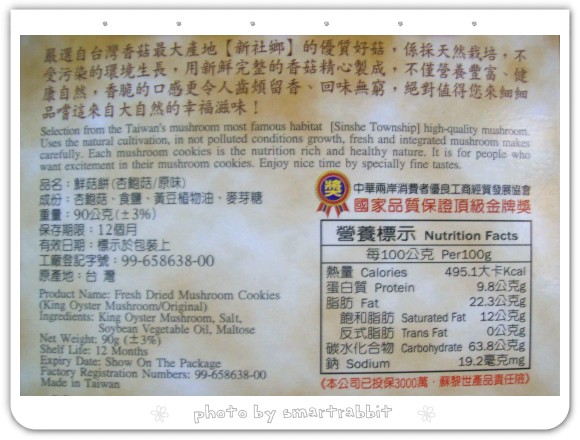 嚴選自台灣香菇最大產地【新社鄉】的優質好菇，係採天然栽培，不
受污染的環境生長，用新鮮完整的香菇精心製成，不僅營養豐富、健
康自然，香脆的口感更令人齒頰留香、回味無窮，絕對值得您來細細
品嚐這來自大自然的幸福滋味！
Selection from the Taiwan's mushroom most famous habitat [Sinshe Township] high-quality mushroom.
Uses the natural cultivation, in not polluted conditions growth, fresh and integrated mushroom makes
carefully. Each mushroom cookies is the nutrition rich and healthy nature. It is for people who
want excitement in their mushroom cookies. Enjoy nice time by specially fine tastes.
品名：鮮菇餅(杏鮑菇/原味)
成份：杏鮑菇、食鹽、黃豆植物油、麥芽糖
重量：90公克(±3%)
保存期限：12個月
有效日期：標示於包裝上
工廠登記字號：99-658638-00
原產地：台 灣
Product Name: Fresh Dried Mushroom Cookies
(King Oyster Mushroom/Original)
Ingredients: King Oyster Mushroom, Salt,
Soybean Vegetable Oil, Maltose
Net Weight: 90g (±3%)
Shelf Life: 12 Months
Expiry Date: Show On The Package
Factory Registration Numbers: 99-658638-00
Made in Taiwan
獎
中華兩岸消費者優良工商經貿發展協會
國家品質保證頂級金牌獎
營養標示 Nutrition Facts
每100公克 Per100g
熱量 Calories 495.1大卡Kcal
蛋白質 Protein 9.8公克g
脂肪 Fat 22.3公克g
飽和脂肪 Saturated Fat 12公克g
反式脂肪 Trans Fat 0公克g
碳水化合物 Carbohydrate 63.8公克g
鈉 Sodium 19.2毫克mg
《本公司已投保3000萬，蘇黎世產品責任險》
photo by smartrabbit